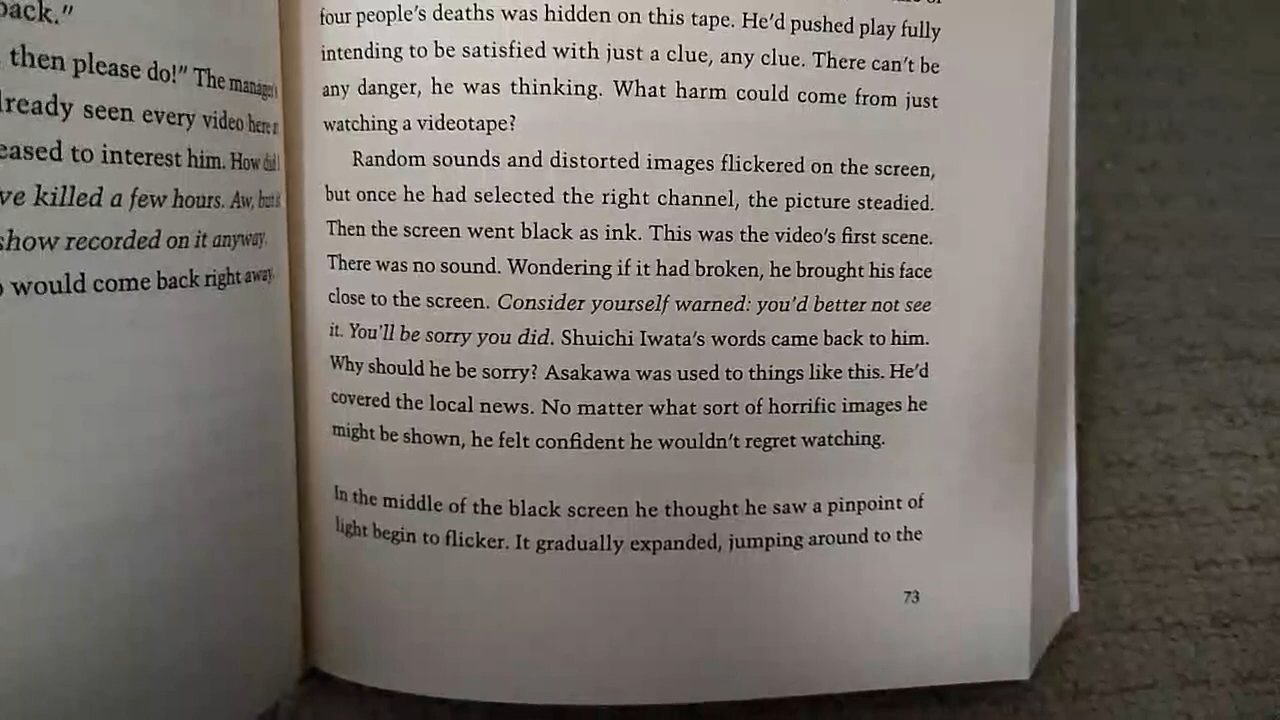 back."
then please do!" The manager's
lready seen every video here
eased to interest him. How did
ve killed a few hours. Aw, but
show recorded on it anyway.
would come back right away
four people's deaths was hidden on this tape. He'd pushed play fully
intending to be satisfied with just a clue, any clue. There can't be
any danger, he was thinking. What harm could come from just
watching a videotape?
Random sounds and distorted images flickered on the screen,
but once he had selected the right channel, the picture steadied.
Then the screen went black as ink. This was the video's first scene.
There was no sound. Wondering if it had broken, he brought his face
close to the screen. Consider yourself warned: you'd better not see
it. You'll be sorry you did. Shuichi Iwata's words came back to him.
Why should he be sorry? Asakawa was used to things like this. He'd
covered the local news. No matter what sort of horrific images he
might be shown, he felt confident he wouldn't regret watching.
In the middle of the black screen he thought he saw a pinpoint of
light begin to flicker. It gradually expanded, jumping around to the
73